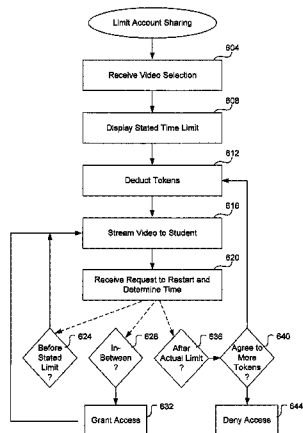 Limit Account Sharing
604
Receive Video Selection
608
Display Stated Time Limit
612
Deduct Tokens
616
Stream Video to Student
620
Receive Request to Restart and
Determine Time
Before
Stated
Limit
?
624
In-
Between
?
628
After
Actual Limit
?
636
Agree to
More
Tokens
?
640
Grant Access
632
Deny Access
644